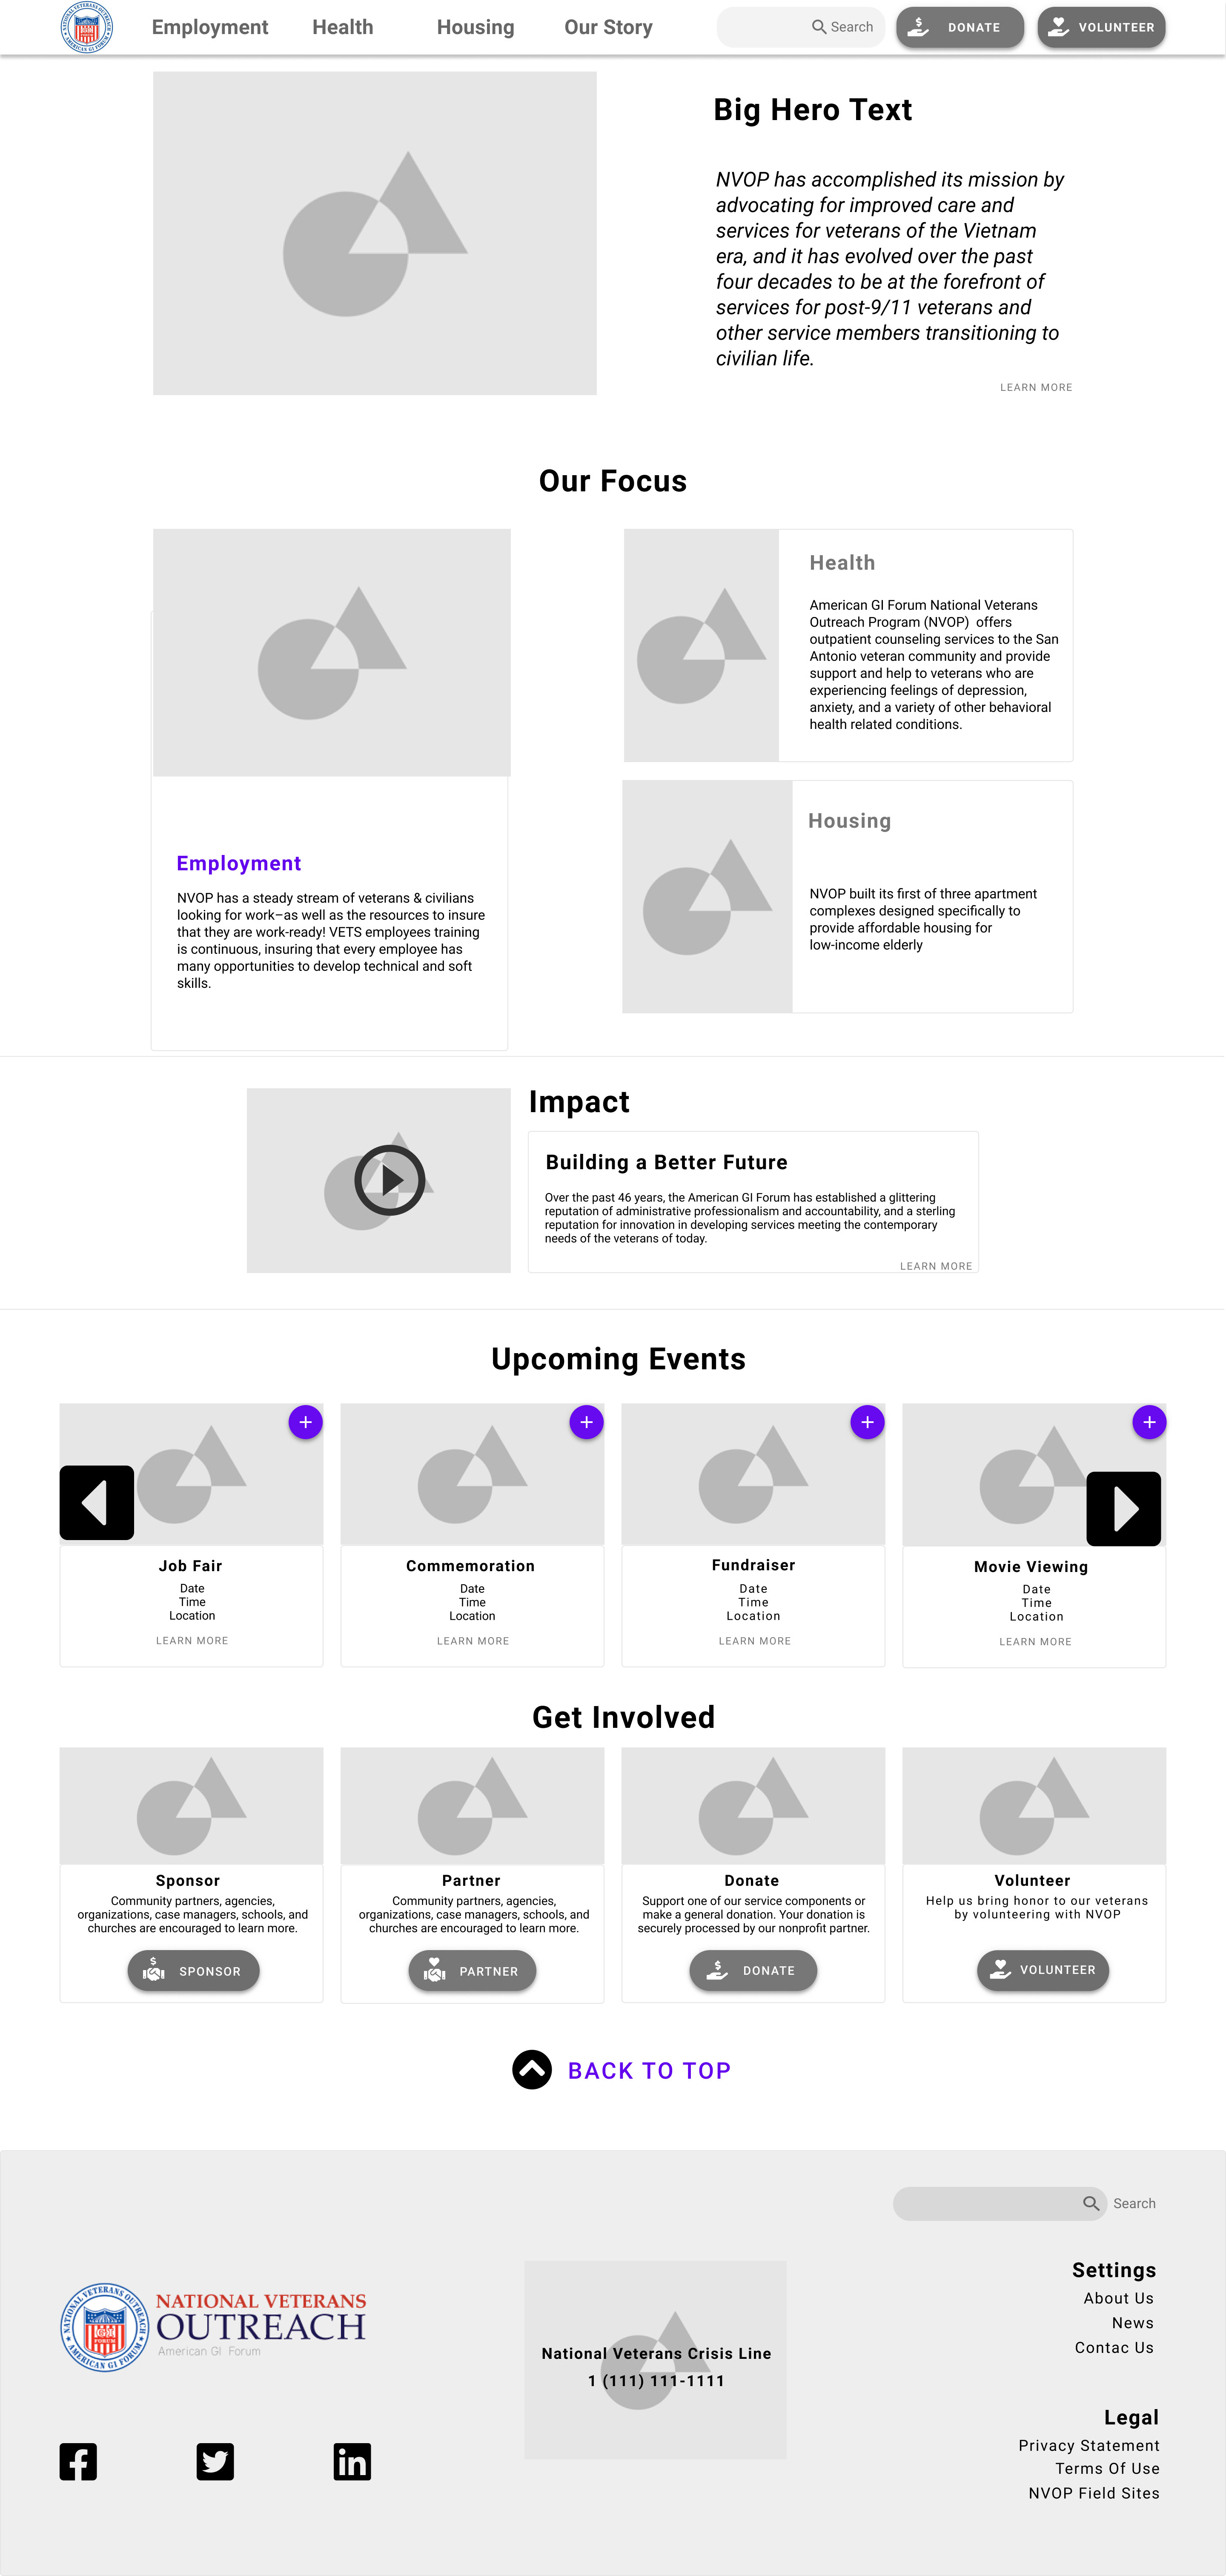 NATIONAL VETERANS OUTREACH
AMERICAN GI FORUM
Employment
Health
Housing
Our Story
Search
DONATE
VOLUNTEER
Big Hero Text
NVOP has accomplished its mission by
advocating for improved care and
services for veterans of the Vietnam
era, and it has evolved over the past
four decades to be at the forefront of
services for post-9/11 veterans and
other service members transitioning to
civilian life.
LEARN MORE
Our Focus
Employment
NVOP has a steady stream of veterans & civilians
looking for work–as well as the resources to insure
that they are work-ready! VETS employees training
is continuous, insuring that every employee has
many opportunities to develop technical and soft
skills.
Health
American GI Forum National Veterans
Outreach Program (NVOP)  offers
outpatient counseling services to the San
Antonio veteran community and provide
support and help to veterans who are
experiencing feelings of depression,
anxiety, and a variety of other behavioral
health related conditions.
Housing
NVOP built its first of three apartment
complexes designed specifically to
provide affordable housing for
low-income elderly
Impact
Building a Better Future
Over the past 46 years, the American GI Forum has established a glittering
reputation of administrative professionalism and accountability, and a sterling
reputation for innovation in developing services meeting the contemporary
needs of the veterans of today.
LEARN MORE
Upcoming Events
Job Fair
Date
Time
Location
LEARN MORE
Commemoration
Date
Time
Location
LEARN MORE
Fundraiser
Date
Time
Location
LEARN MORE
Movie Viewing
Date
Time
Location
LEARN MORE
Get Involved
Sponsor
Community partners, agencies,
organizations, case managers, schools, and
churches are encouraged to learn more.
SPONSOR
Partner
Community partners, agencies,
organizations, case managers, schools, and
churches are encouraged to learn more.
PARTNER
Donate
Support one of our service components or
make a general donation. Your donation is
securely processed by our nonprofit partner.
DONATE
Volunteer
Help us bring honor to our veterans
by volunteering with NVOP
VOLUNTEER
BACK TO TOP
Search
NATIONAL VETERANS OUTREACH
AMERICAN GI FORUM
NATIONAL VETERANS
OUTREACH
American GI Forum
National Veterans Crisis Line
1 (111) 111-1111
Settings
About Us
News
Contac Us
Legal
Privacy Statement
Terms Of Use
NVOP Field Sites